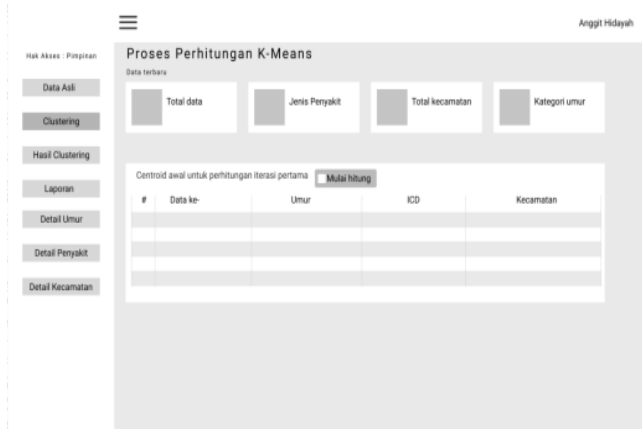 Anggit Hidayah
Hak Akses : Pimpinan
Data Asli
Clustering
Hasil Clustering
Laporan
Detail Umur
Detail Penyakit
Detail Kecamatan
Proses Perhitungan K-Means
Data terbaru
Total data
Jenis Penyakit
Total kecamatan
Kategori umur
Centroid awal untuk perhitungan iterasi pertama Mulai hitung
# Data ke- Umur ICD Kecamatan